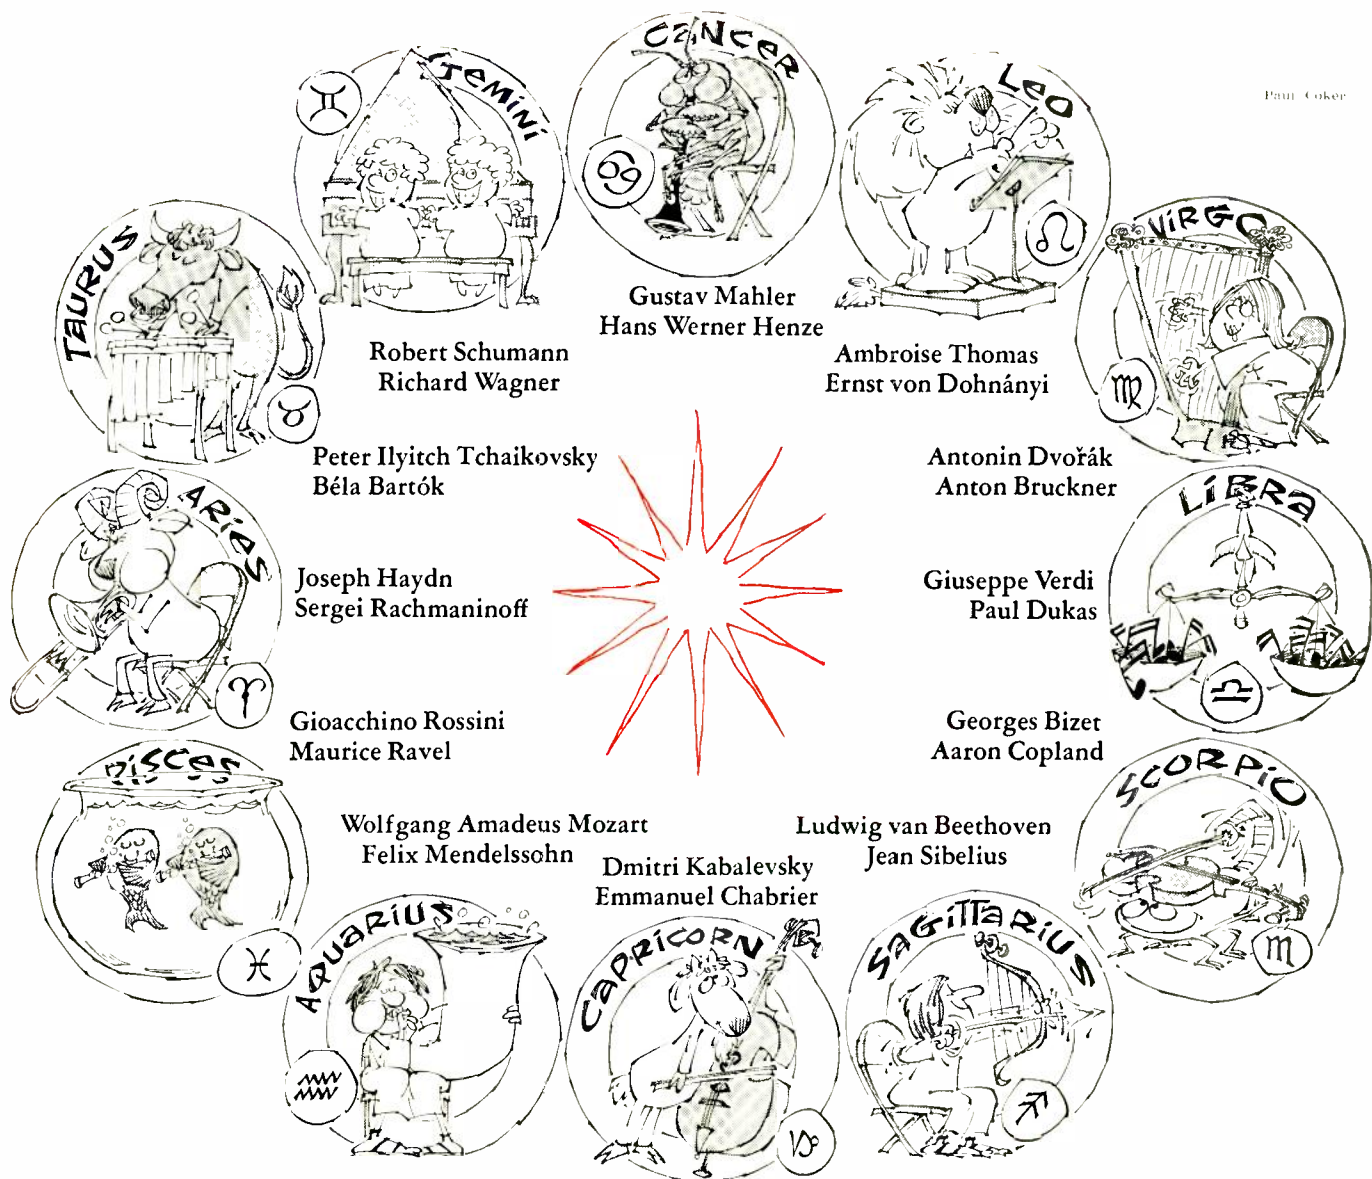 CANCER
GEMINI
LEO
Paul Coker
VIRGO
TAURUS
Gustav Mahler
Hans Werner Henze
Robert Schumann
Richard Wagner
Ambroise Thomas
Ernst von Dohnányi
Peter Ilyitch Tchaikovsky
Béla Bartók
Antonin Dvořák
Anton Bruckner
ARIES
LIBRA
Joseph Haydn
Sergei Rachmaninoff
Giuseppe Verdi
Paul Dukas
Gioacchino Rossini
Maurice Ravel
Georges Bizet
Aaron Copland
PISCES
SCORPIO
Wolfgang Amadeus Mozart
Felix Mendelssohn
Ludwig van Beethoven
Jean Sibelius
Dmitri Kabalevsky
Emmanuel Chabrier
AQUARIUS
CAPRICORN
SAGITTARIUS